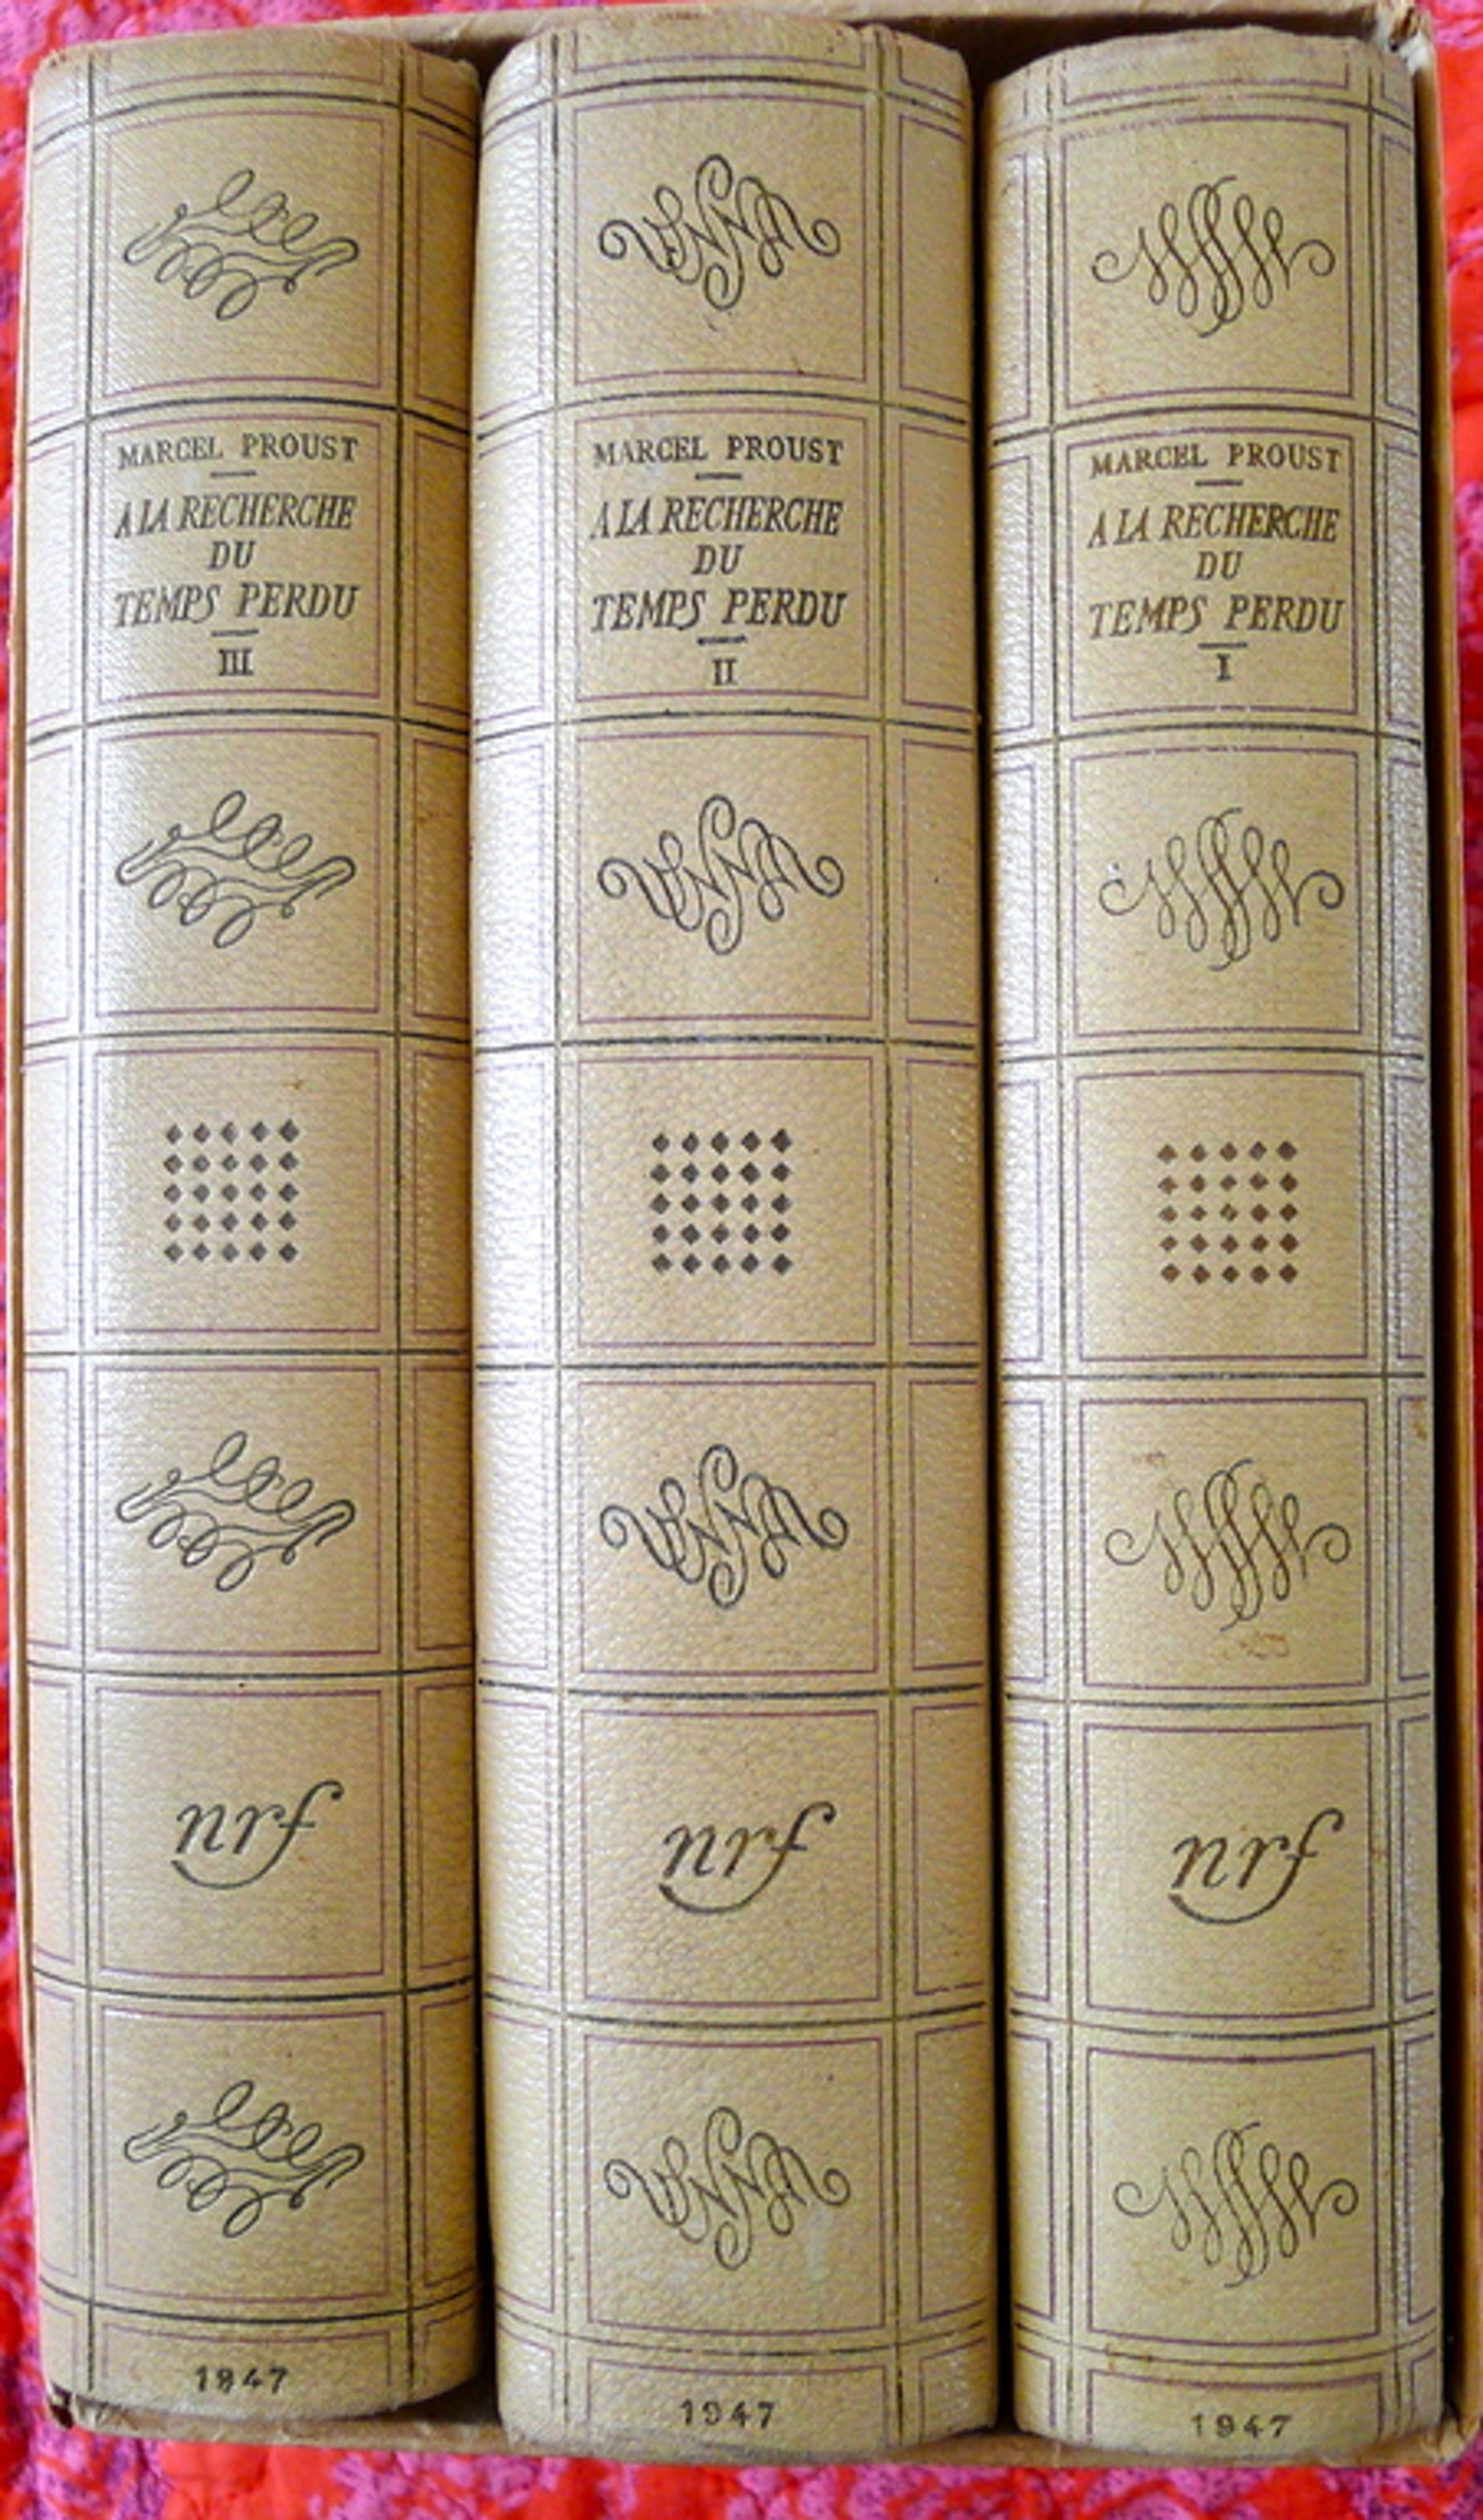 MARCEL PROUST
A LA RECHERCHE
DU
TEMPS PERDU
III
nrf
1947
MARCEL PROUST
A LA RECHERCHE
DU
TEMPS PERDU
II
nrf
1947
MARCEL PROUST
A LA RECHERCHE
DU
TEMPS PERDU
I
nrf
1947